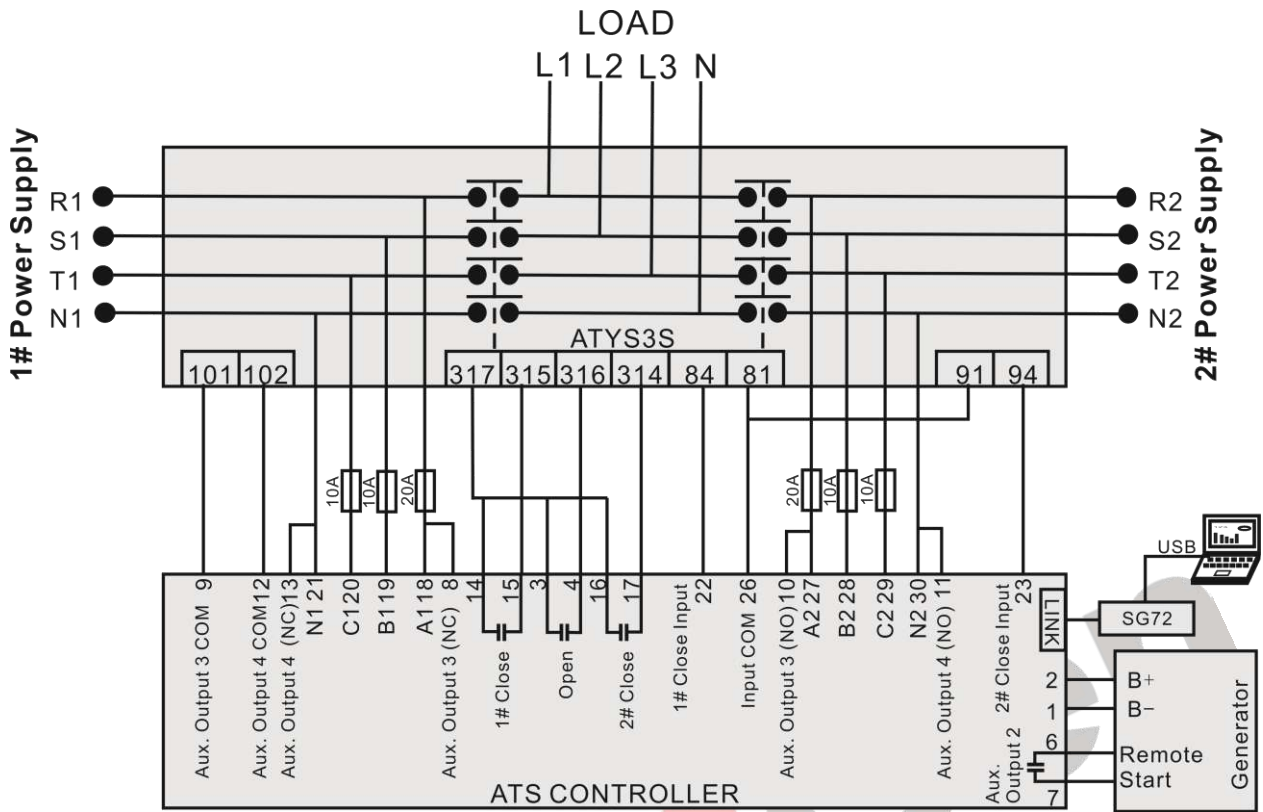 LOAD
L1 L2 L3 N
1# Power Supply
R1
S1
T1
N1
2# Power Supply
R2
S2
T2
N2
ATYS3S
101 102 317 315 316 314 84 81 91 94
10A 10A 20A 20A 10A 10A
USB
9 Aux. Output 3 COM
12 Aux. Output 4 COM
13 Aux. Output 4 (NC)
N1 21
C1 20
B1 19
A1 18
8 Aux. Output 3 (NC)
14 15
1# Close
3 4
Open
16 17
2# Close
22 1# Close Input
Input COM 26
Aux. Output 3 (NO) 10
A2 27
B2 28
C2 29
N2 30
Aux. Output 4 (NO) 11
2# Close Input 23
LINK
SG72
2 B+
1 B-
6 Remote
7 Start
Aux.
Output 2
Generator
ATS CONTROLLER